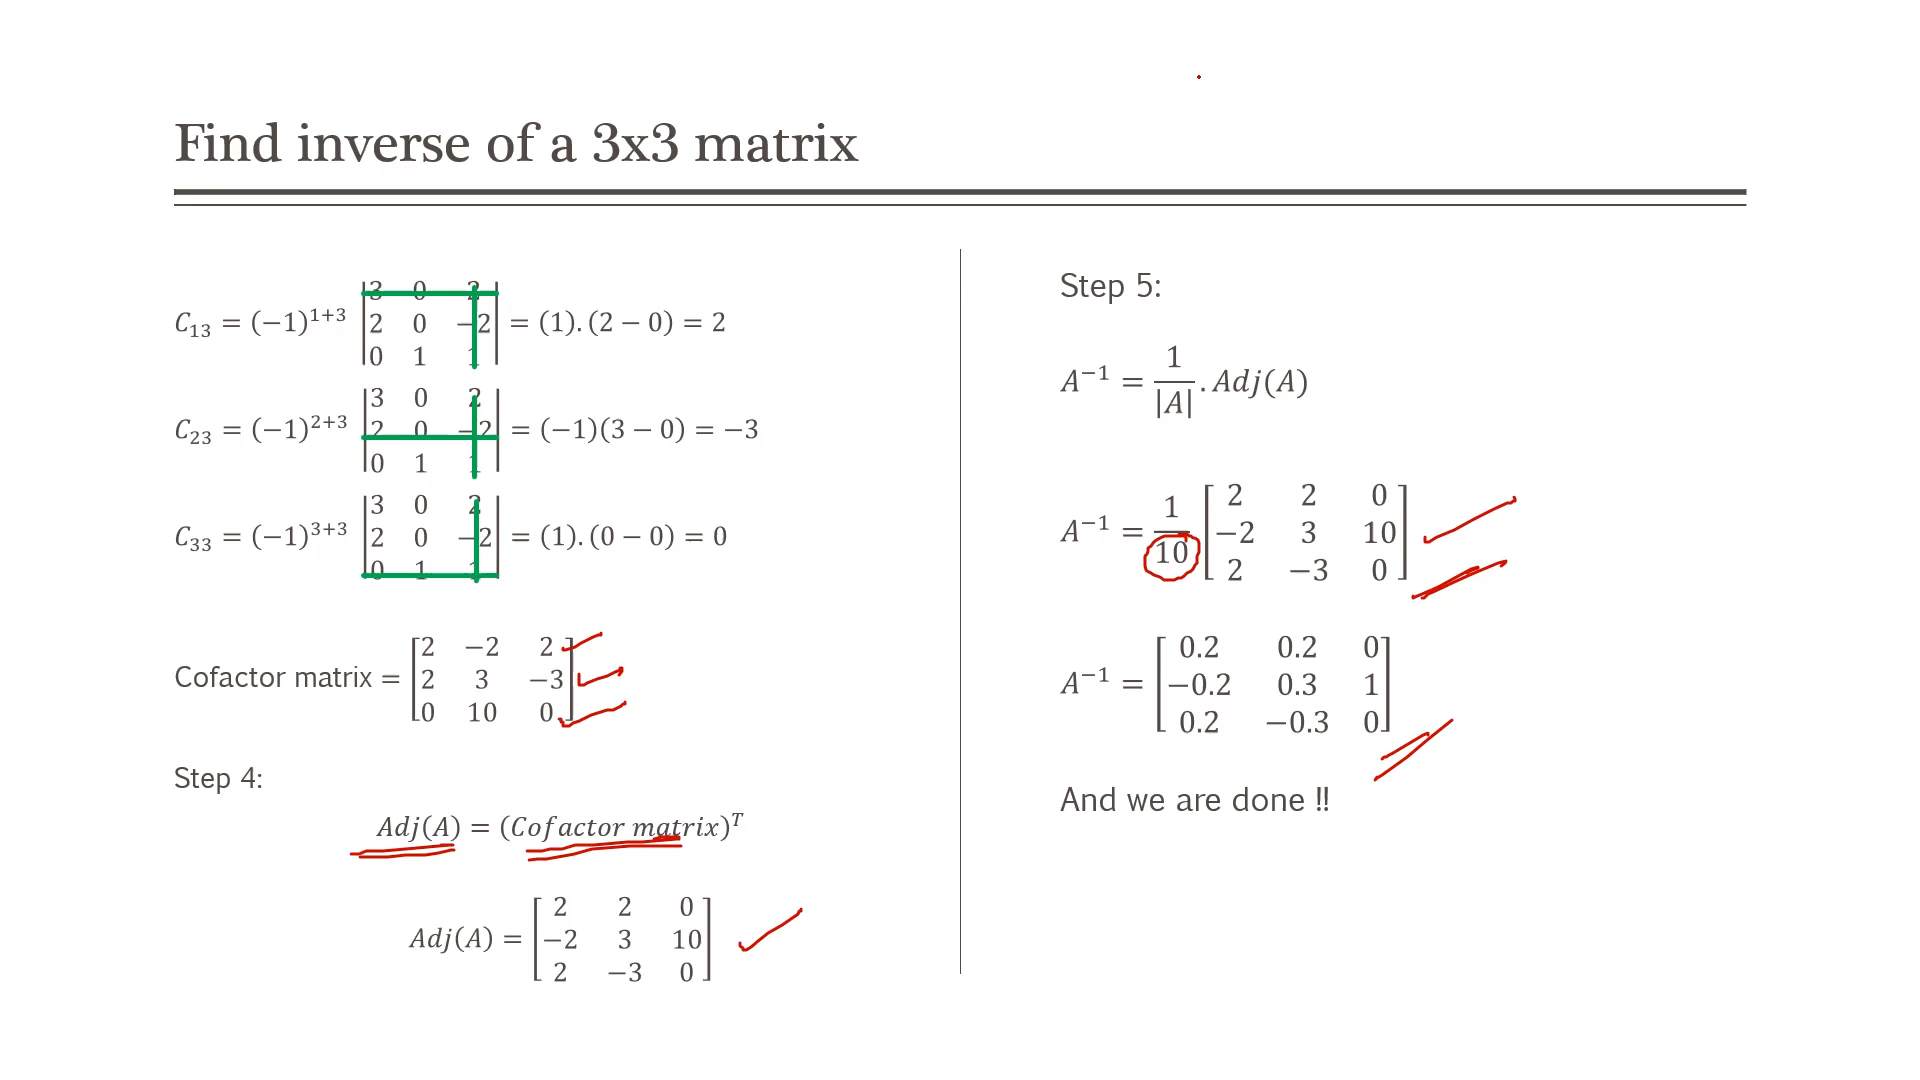 Find inverse of a 3x3 matrix
C₁₃ = (−1)¹⁺³ |3 0 2; 2 0 −2; 0 1 1| = (1).(2 − 0) = 2
C₂₃ = (−1)²⁺³ |3 0 2; 2 0 −2; 0 1 1| = (−1)(3 − 0) = −3
C₃₃ = (−1)³⁺³ |3 0 2; 2 0 −2; 0 1 1| = (1).(0 − 0) = 0
Cofactor matrix = [2 −2 2; 2 3 −3; 0 10 0]
Step 4:
Adj(A) = (Cofactor matrix)ᵀ
Adj(A) = [2 2 0; −2 3 10; 2 −3 0]
Step 5:
A⁻¹ = 1/|A| . Adj(A)
A⁻¹ = 1/10 [2 2 0; −2 3 10; 2 −3 0]
A⁻¹ = [0.2 0.2 0; −0.2 0.3 1; 0.2 −0.3 0]
And we are done !!